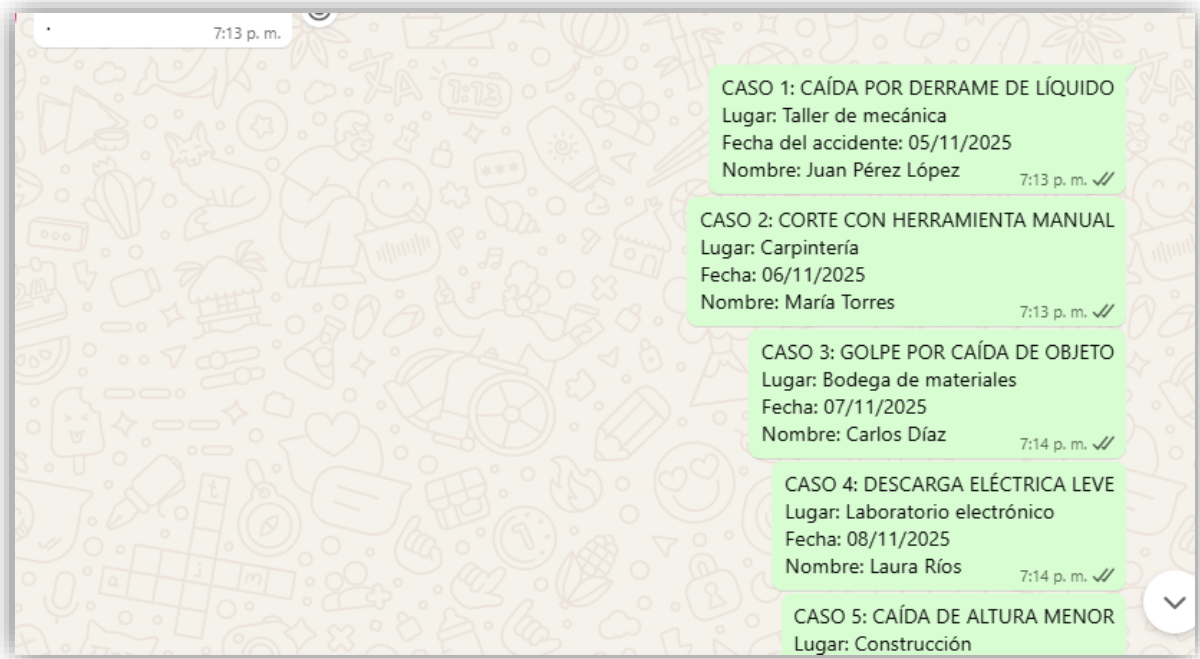 .
7:13 p. m.
CASO 1: CAÍDA POR DERRAME DE LÍQUIDO
Lugar: Taller de mecánica
Fecha del accidente: 05/11/2025
Nombre: Juan Pérez López
7:13 p. m.
CASO 2: CORTE CON HERRAMIENTA MANUAL
Lugar: Carpintería
Fecha: 06/11/2025
Nombre: María Torres
7:13 p. m.
CASO 3: GOLPE POR CAÍDA DE OBJETO
Lugar: Bodega de materiales
Fecha: 07/11/2025
Nombre: Carlos Díaz
7:14 p. m.
CASO 4: DESCARGA ELÉCTRICA LEVE
Lugar: Laboratorio electrónico
Fecha: 08/11/2025
Nombre: Laura Ríos
7:14 p. m.
CASO 5: CAÍDA DE ALTURA MENOR
Lugar: Construcción